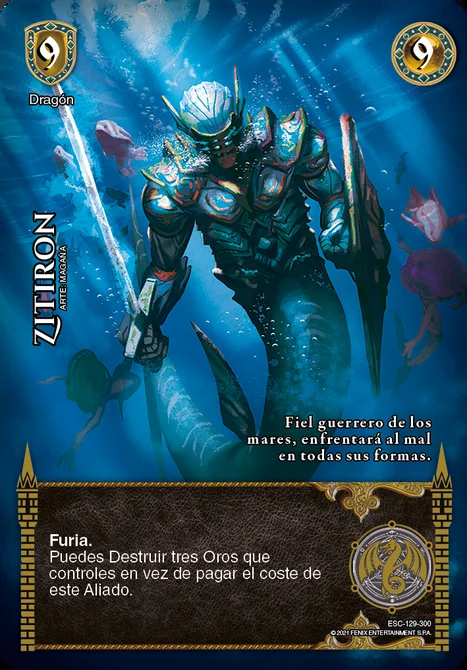 9
9
Dragón
ZITIRON
ARTE: MAGAÑA
Fiel guerrero de los
mares, enfrentará al mal
en todas sus formas.
Furia.
Puedes Destruir tres Oros que
controles en vez de pagar el coste de
este Aliado.
ESC-129-300
© 2021 FENIX ENTERTAINMENT S.P.A.